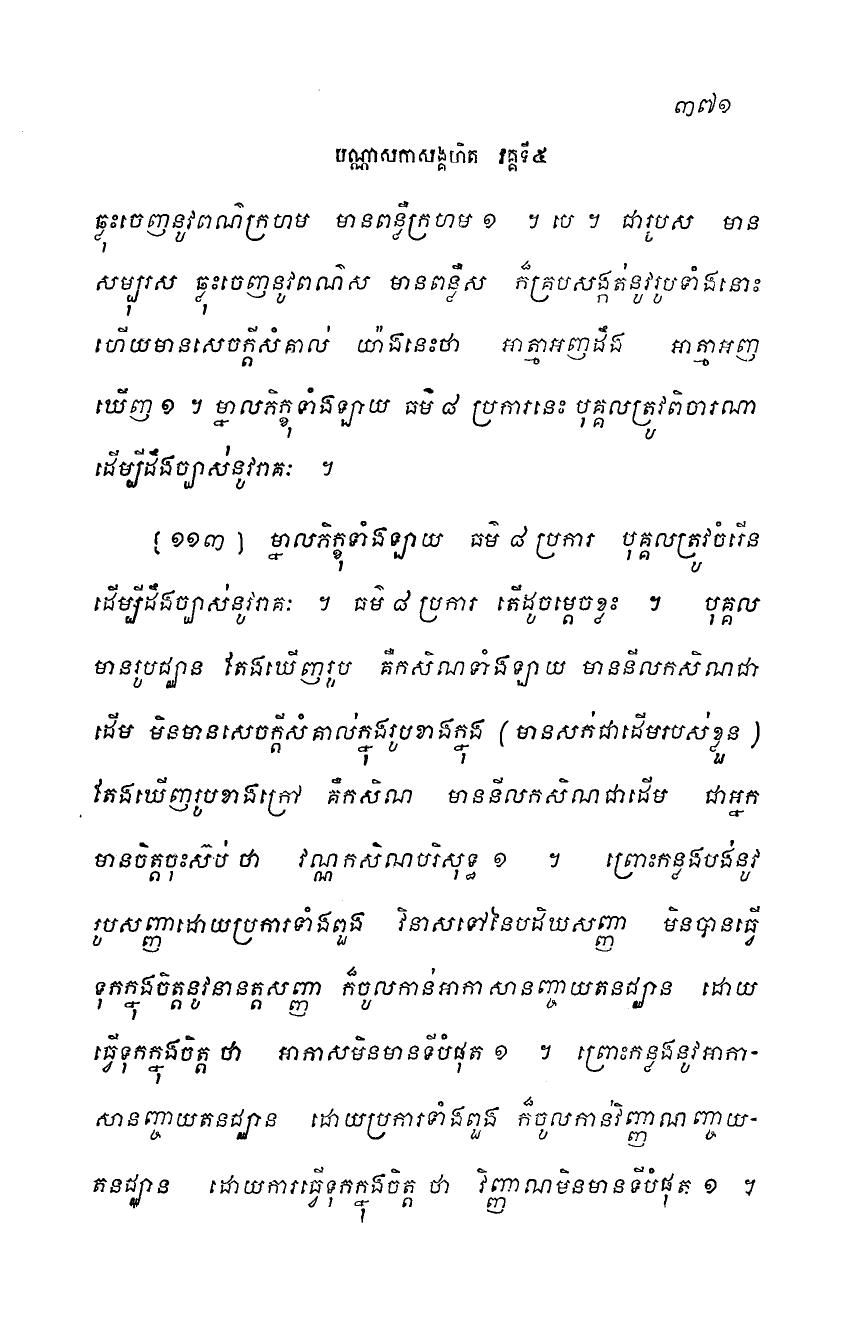 ៣៧១
បណ្ណាសកាសង្គហិត វគ្គទី៥
ឆ្លុះចេញនូវពណ៌ក្រហម មានពន្លឺក្រហម ១ ។ បេ ។ ជារូបស មាន
សម្បុរស ឆ្លុះចេញនូវពណ៌ស មានពន្លឺស ក៏គ្របសង្កត់នូវរូបទាំងនោះ
ហើយមានសេចក្តីសំគាល់ យ៉ាងនេះថា អាត្មាអញដឹង អាត្មាអញ
ឃើញ ១ ។ ម្នាលភិក្ខុទាំងឡាយ ធម៌ ៨ ប្រការនេះ បុគ្គលត្រូវពិចារណា
ដើម្បីដឹងច្បាស់នូវរាគៈ ។
[ ១១៣ ] ម្នាលភិក្ខុទាំងឡាយ ធម៌ ៨ ប្រការ បុគ្គលត្រូវចំរើន
ដើម្បីដឹងច្បាស់នូវរាគៈ ។ ធម៌ ៨ ប្រការ តើដូចម្តេចខ្លះ ។ បុគ្គល
មានរូបជ្ឈាន តែងឃើញរូប គឺកសិណទាំងឡាយ មាននីលកសិណជា
ដើម មិនមានសេចក្តីសំគាល់ក្នុងរូបខាងក្នុង ( មានសក់ជាដើមរបស់ខ្លួន )
តែងឃើញរូបខាងក្រៅ គឺកសិណ មាននីលកសិណជាដើម ជាអ្នក
មានចិត្តចុះស៊ប់ ថា វណ្ណកសិណបរិសុទ្ធ ១ ។ ព្រោះកន្លងបង់នូវ
រូបសញ្ញាដោយប្រការទាំងពួង វិនាសទៅនៃបដិឃសញ្ញា មិនបានធ្វើ
ទុកក្នុងចិត្តនូវនានត្តសញ្ញា ក៏ចូលកាន់អាកាសានញ្ចាយតនជ្ឈាន ដោយ
ធ្វើទុកក្នុងចិត្ត ថា អាកាសមិនមានទីបំផុត ១ ។ ព្រោះកន្លងនូវអាកា-
សានញ្ចាយតនជ្ឈាន ដោយប្រការទាំងពួង ក៏ចូលកាន់វិញ្ញាណញ្ចាយ-
តនជ្ឈាន ដោយការធ្វើទុកក្នុងចិត្ត ថា វិញ្ញាណមិនមានទីបំផុត ១ ។